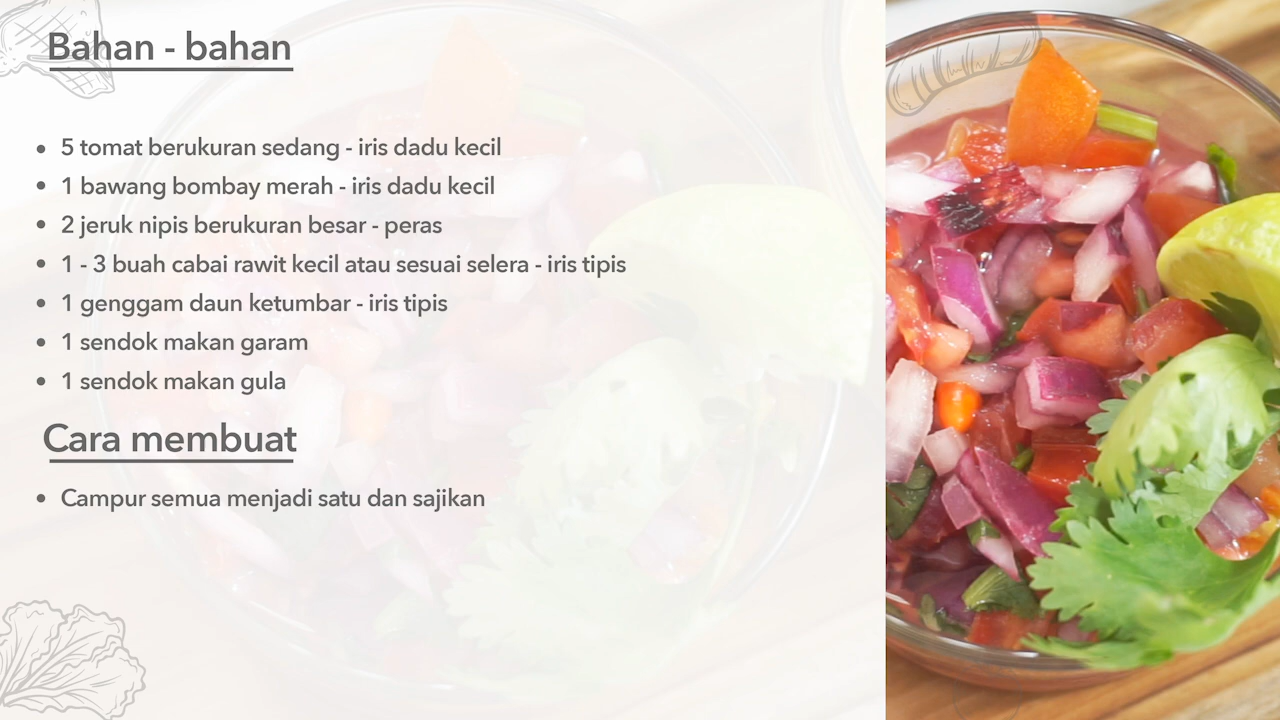 Bahan - bahan
5 tomat berukuran sedang - iris dadu kecil
1 bawang bombay merah - iris dadu kecil
2 jeruk nipis berukuran besar - peras
1 - 3 buah cabai rawit kecil atau sesuai selera - iris tipis
1 genggam daun ketumbar - iris tipis
1 sendok makan garam
1 sendok makan gula
Cara membuat
Campur semua menjadi satu dan sajikan